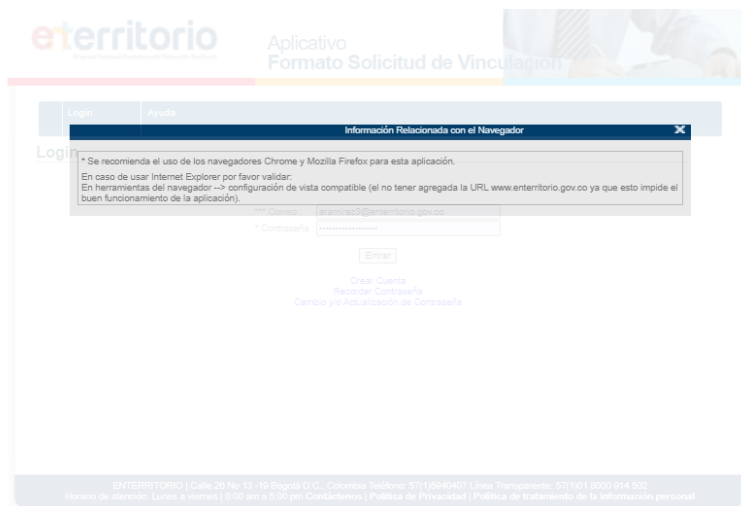 enterritorio
Aplicativo
Formato Solicitud de Vinculación
Login Ayuda
Información Relacionada con el Navegador X
Login
* Se recomienda el uso de los navegadores Chrome y Mozilla Firefox para esta aplicación.
En caso de usar Internet Explorer por favor validar:
En herramientas del navegador --> configuración de vista compatible (el no tener agregada la URL www.enterritorio.gov.co ya que esto impide el
buen funcionamiento de la aplicación).
*** Correo : aramirez3@enterritorio.gov.co
* Contraseña ·················
Entrar
Crear Cuenta
Recordar Contraseña
Cambio y/o Actualización de Contraseña
ENTERRITORIO | Calle 26 No 13 -19 Bogotá D.C., Colombia Teléfono: 57(1)5940407 Línea Transparente: 57(1)01 8000 914 502
Horario de atención: Lunes a viernes | 8:00 am a 5:00 pm Contáctenos | Política de Privacidad | Política de tratamiento de la información personal